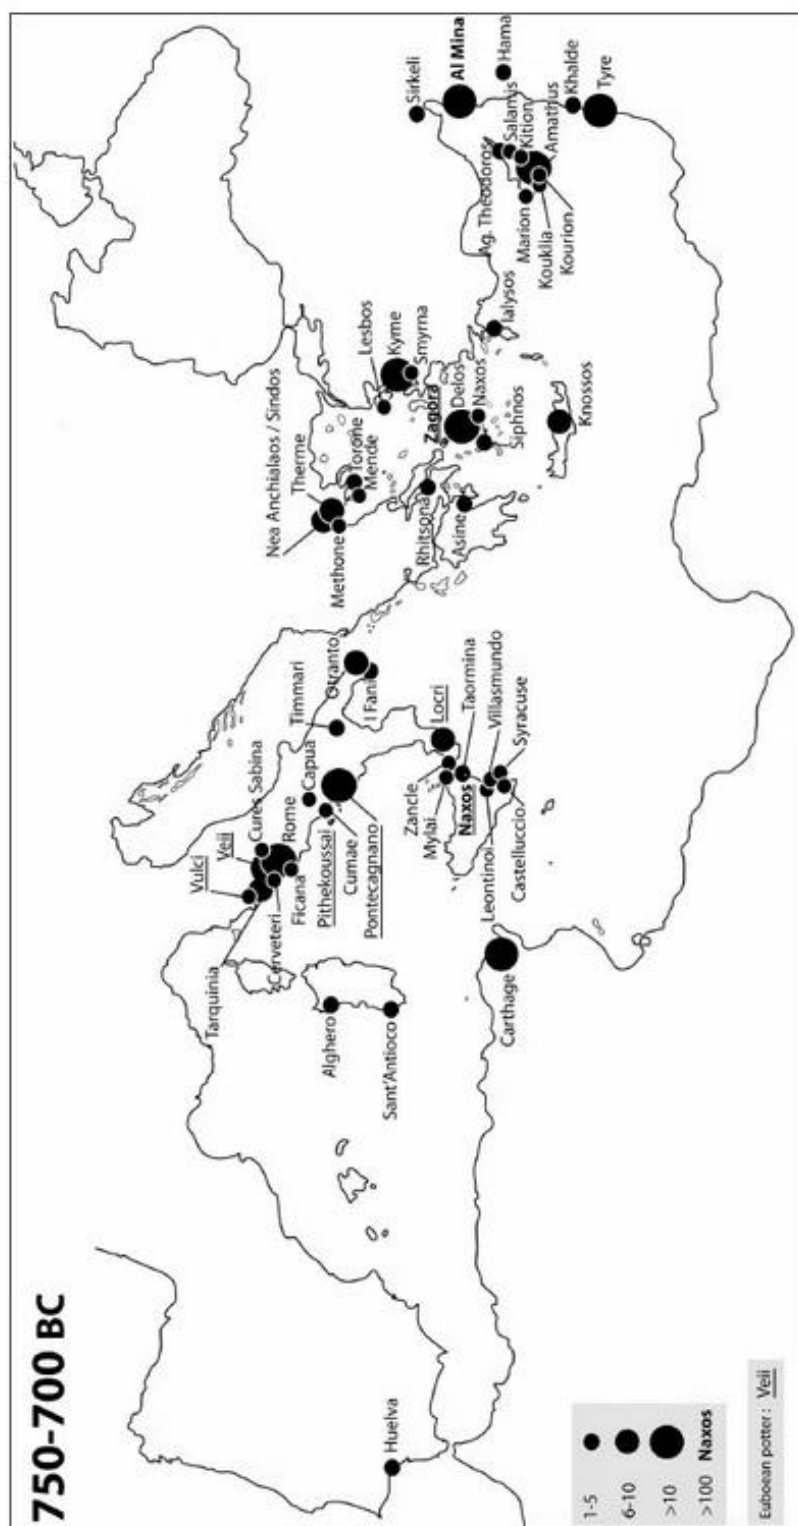 750-700 BC
Huelva
Alghero
Sant'Antioco
Carthage
Tarquinia
Vulci
Veii
Cures Sabina
Rome
Cerveteri
Ficana
Capua
Pithekoussai
Cumae
Pontecagnano
Timmari
Otranto
I Fani
Locri
Zancle
Mylai
Naxos
Taormina
Leontinoi
Villasmundo
Castelluccio
Syracuse
Nea Anchialaos / Sindos
Therme
Torone
Mende
Methone
Lesbos
Kyme
Smyrna
Rhitsona
Asine
Zagora
Delos
Naxos
Siphnos
Ialysos
Knossos
Sirkeli
Al Mina
Hama
Ag. Theodoros
Salamis
Kition
Amathus
Marion
Kouklia
Kourion
Khalde
Tyre
1-5
6-10
>10
>100 Naxos
Euboean potter: Veii